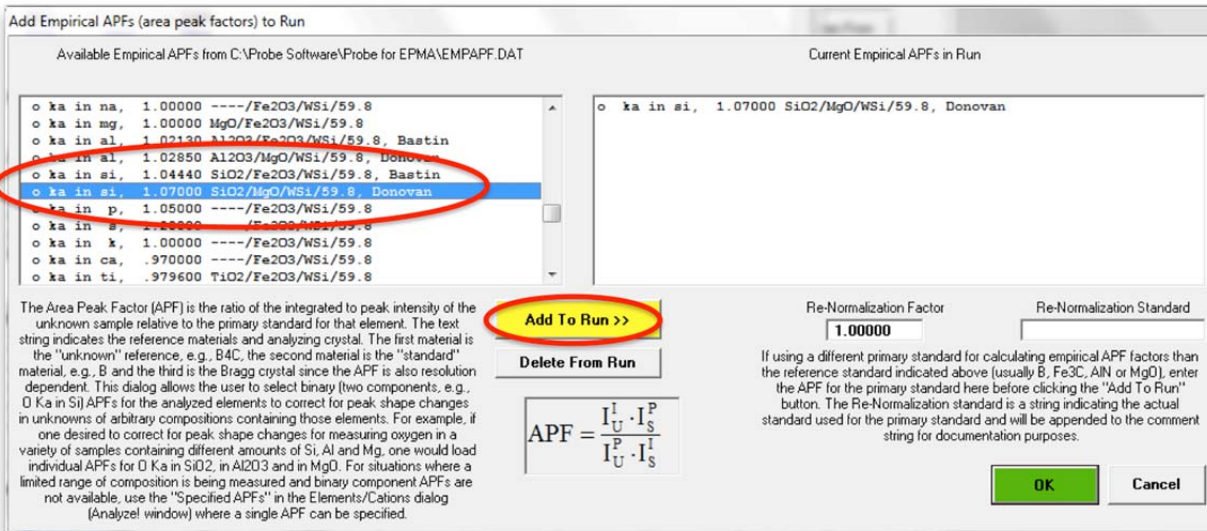 Add Empirical APFs (area peak factors) to Run
Available Empirical APFs from C:\Probe Software\Probe for EPMA\EMPAPF.DAT
o ka in na, 1.00000 ----/Fe2O3/WSi/59.8
o ka in mg, 1.00000 MgO/Fe2O3/WSi/59.8
o ka in al, 1.02130 Al2O3/Fe2O3/WSi/59.8, Bastin
o ka in al, 1.02850 Al2O3/MgO/WSi/59.8, Donovan
o ka in si, 1.04440 SiO2/Fe2O3/WSi/59.8, Bastin
o ka in si, 1.07000 SiO2/MgO/WSi/59.8, Donovan
o ka in p, 1.05000 ----/Fe2O3/WSi/59.8
o ka in s, ----/Fe2O3/WSi/59.8
o ka in k, 1.00000 ----/Fe2O3/WSi/59.8
o ka in ca, .970000 ----/Fe2O3/WSi/59.8
o ka in ti, .979600 TiO2/Fe2O3/WSi/59.8
Current Empirical APFs in Run
o ka in si, 1.07000 SiO2/MgO/WSi/59.8, Donovan
The Area Peak Factor (APF) is the ratio of the integrated to peak intensity of the
unknown sample relative to the primary standard for that element. The text
string indicates the reference materials and analyzing crystal. The first material is
the "unknown" reference, e.g., B4C, the second material is the "standard"
material, e.g., B and the third is the Bragg crystal since the APF is also resolution
dependent. This dialog allows the user to select binary (two components, e.g.,
O Ka in Si) APFs for the analyzed elements to correct for peak shape changes
in unknowns of arbitrary compositions containing those elements. For example, if
one desired to correct for peak shape changes for measuring oxygen in a
variety of samples containing different amounts of Si, Al and Mg, one would load
individual APFs for O Ka in SiO2, in Al2O3 and in MgO. For situations where a
limited range of composition is being measured and binary component APFs are
not available, use the "Specified APFs" in the Elements/Cations dialog
(Analyze! window) where a single APF can be specified.
Add To Run >>
Delete From Run
APF = I_U^I · I_S^P / I_U^P · I_S^I
Re-Normalization Factor
1.00000
Re-Normalization Standard
If using a different primary standard for calculating empirical APF factors than
the reference standard indicated above (usually B, Fe3C, AlN or MgO), enter
the APF for the primary standard here before clicking the "Add To Run"
button. The Re-Normalization standard is a string indicating the actual
standard used for the primary standard and will be appended to the comment
string for documentation purposes.
OK
Cancel